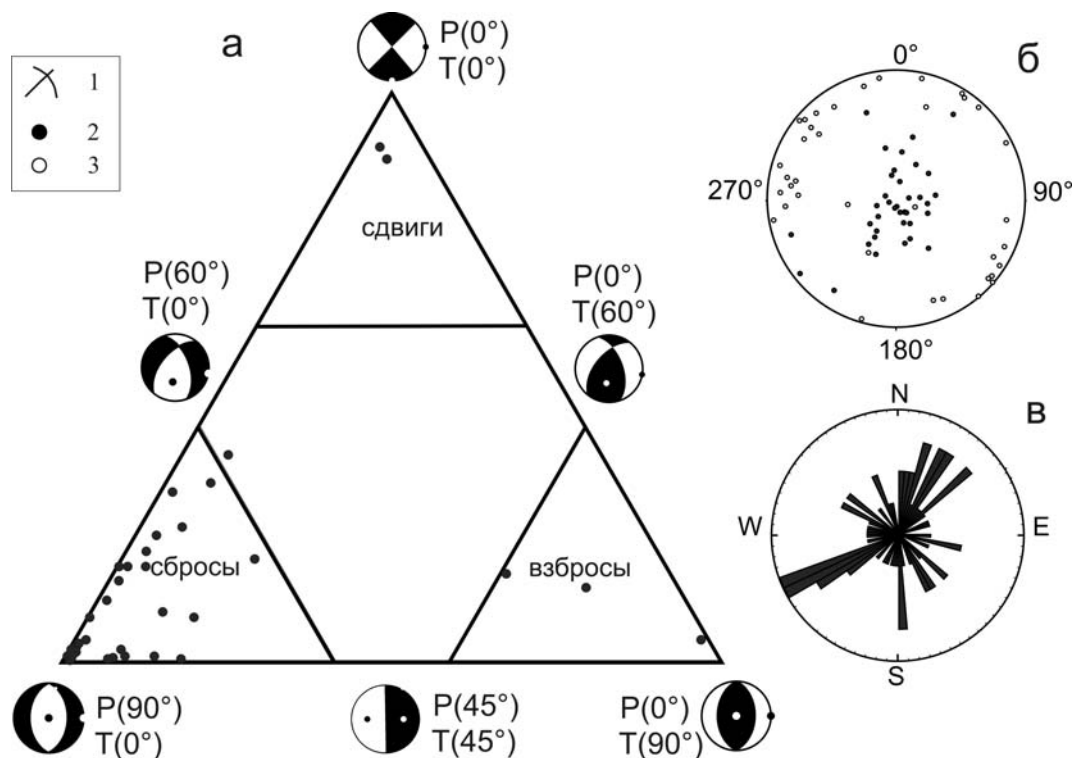 а
P(0°)
T(0°)
1
2
3
сдвиги
P(60°)
T(0°)
P(0°)
T(60°)
сбросы
взбросы
P(90°)
T(0°)
P(45°)
T(45°)
P(0°)
T(90°)
б
0°
270°
90°
180°
в
N
W
E
S